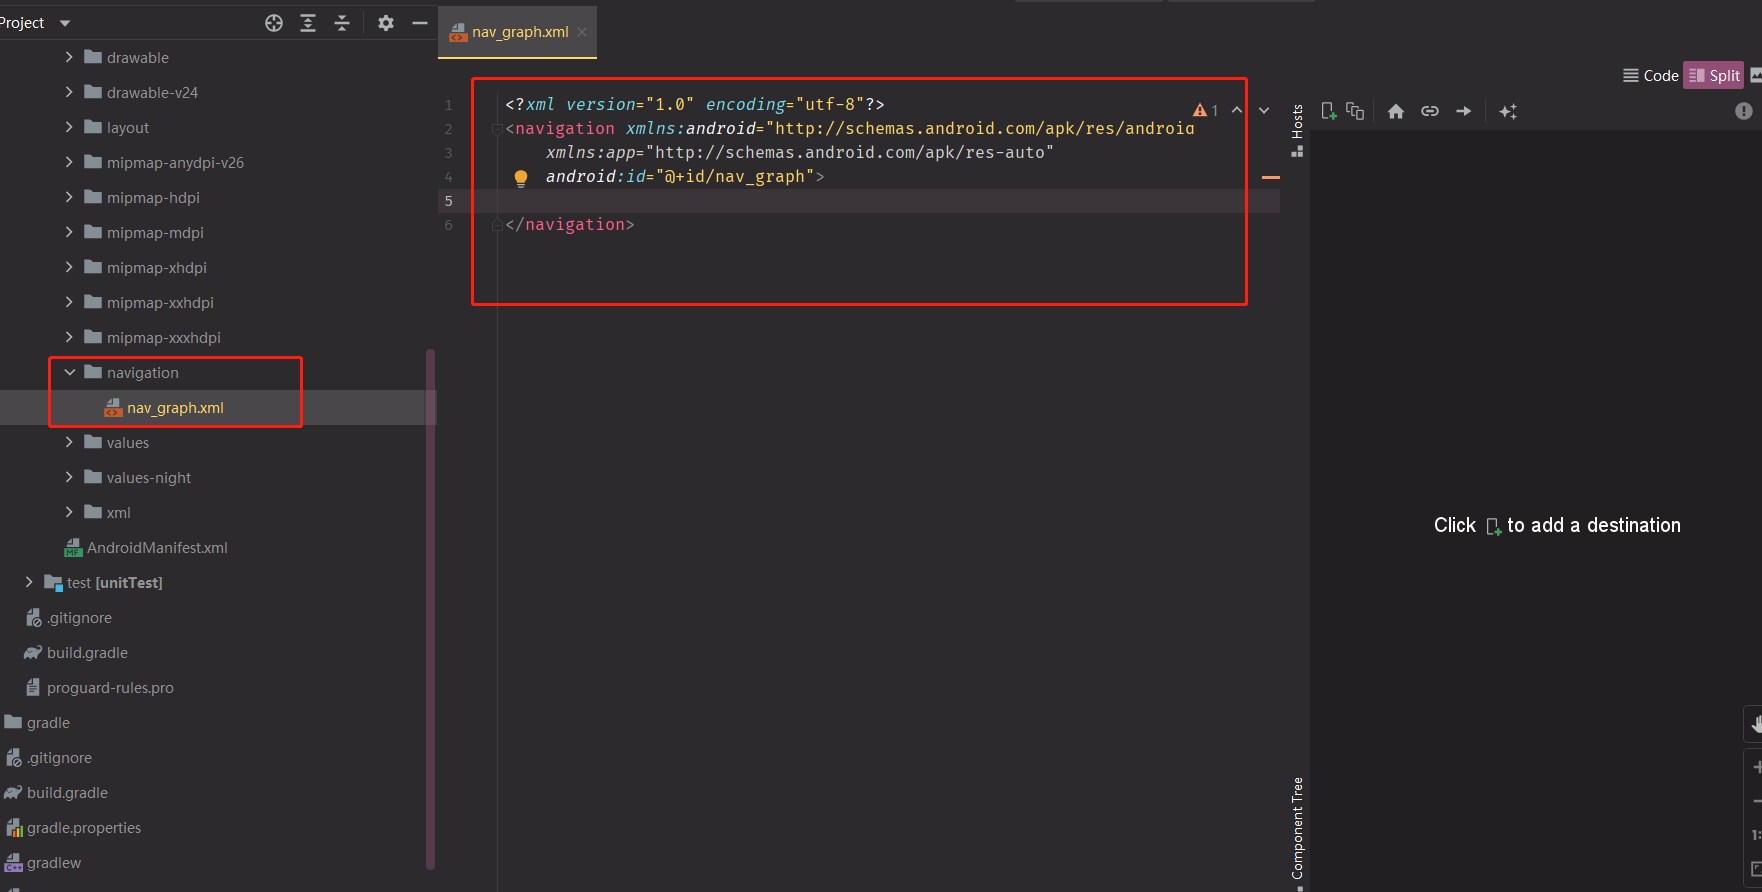 Project
drawable
drawable-v24
layout
mipmap-anydpi-v26
mipmap-hdpi
mipmap-mdpi
mipmap-xhdpi
mipmap-xxhdpi
mipmap-xxxhdpi
navigation
nav_graph.xml
values
values-night
xml
AndroidManifest.xml
MF
test [unitTest]
.gitignore
build.gradle
proguard-rules.pro
gradle
.gitignore
build.gradle
gradle.properties
gradlew
C++
nav_graph.xml
1 <?xml version="1.0" encoding="utf-8"?>
2 <navigation xmlns:android="http://schemas.android.com/apk/res/android
3 xmlns:app="http://schemas.android.com/apk/res-auto"
4 android:id="@+id/nav_graph">
5
6 </navigation>
1
Code
Split
Hosts
Component Tree
Click to add a destination
1: